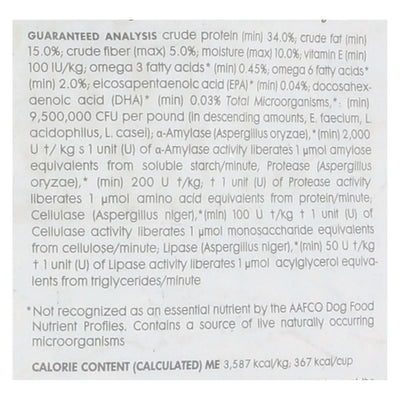 GUARANTEED ANALYSIS crude protein (min) 34.0%, crude fat (min)
15.0%, crude fiber (max) 5.0%, moisture (max) 10.0%, vitamin E (min)
100 IU/kg; omega 3 fatty acids* (min) 0.45%, omega 6 fatty acids*
(min) 2.0%, eicosapentaenoic acid (EPA)* (min) 0.04%, docosahex-
aenoic acid (DHA)* (min) 0.03% Total Microorganisms,*: (min)
9,500,000 CFU per pound (in descending amounts, E. faecium, L.
acidophilus, L. casei); α-Amylase (Aspergillus oryzae),*(min) 2,000
U †/ kg s 1 unit (U) of α-Amylase activity liberates 1 μmol amylose
equivalents from soluble starch/minute, Protease (Aspergillus
oryzae),* (min) 200 U †/kg; † 1 unit (U) of Protease activity
liberates 1 μmol amino acid equivalents from protein/minute;
Cellulase (Aspergillus niger),*(min) 100 U †/kg † 1 unit (U) of
Cellulase activity liberates 1 μmol monosaccharide equivalents
from cellulose/minute; Lipase (Aspergillus niger),*(min) 50 U †/kg
† 1 unit (U) of Lipase activity liberates 1 μmol acylglycerol equiva-
lents from triglycerides/minute
*Not recognized as an essential nutrient by the AAFCO Dog Food
Nutrient Profiles. Contains a source of live naturally occurring
microorganisms
CALORIE CONTENT (CALCULATED) ME 3,587 kcal/kg; 367 kcal/cup